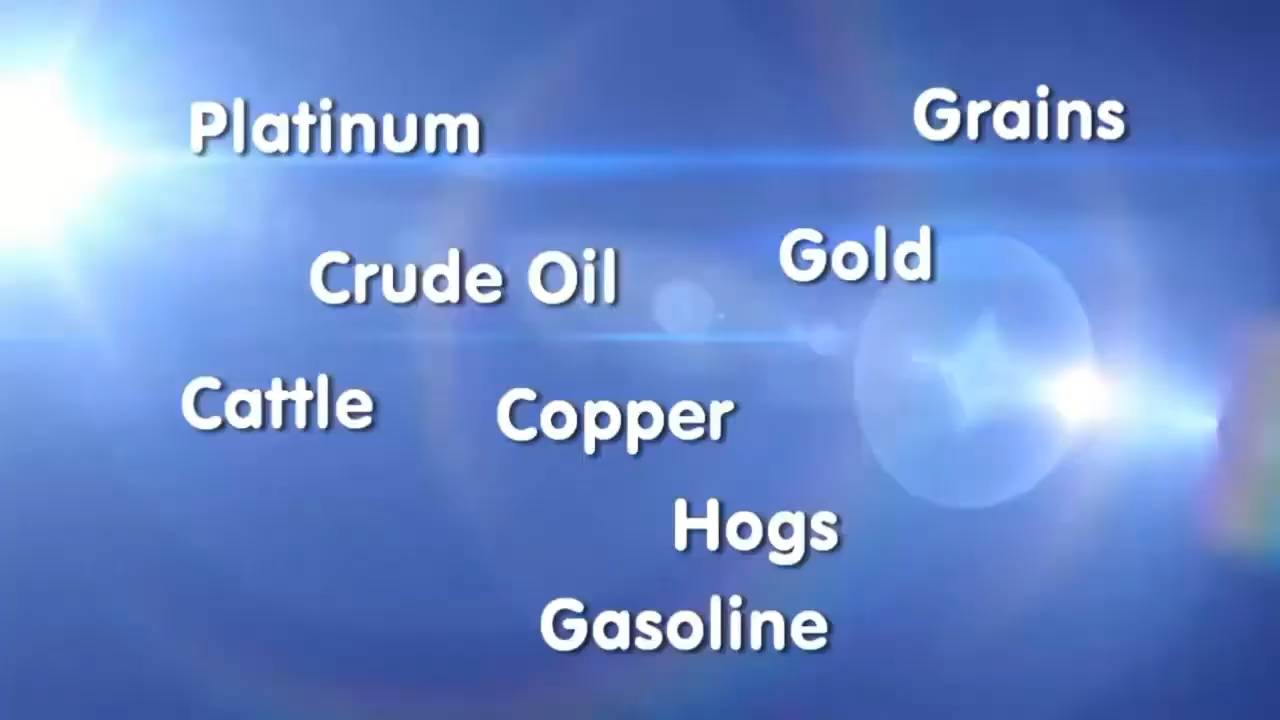 Platinum
Grains
Crude Oil
Gold
Cattle
Copper
Hogs
Gasoline